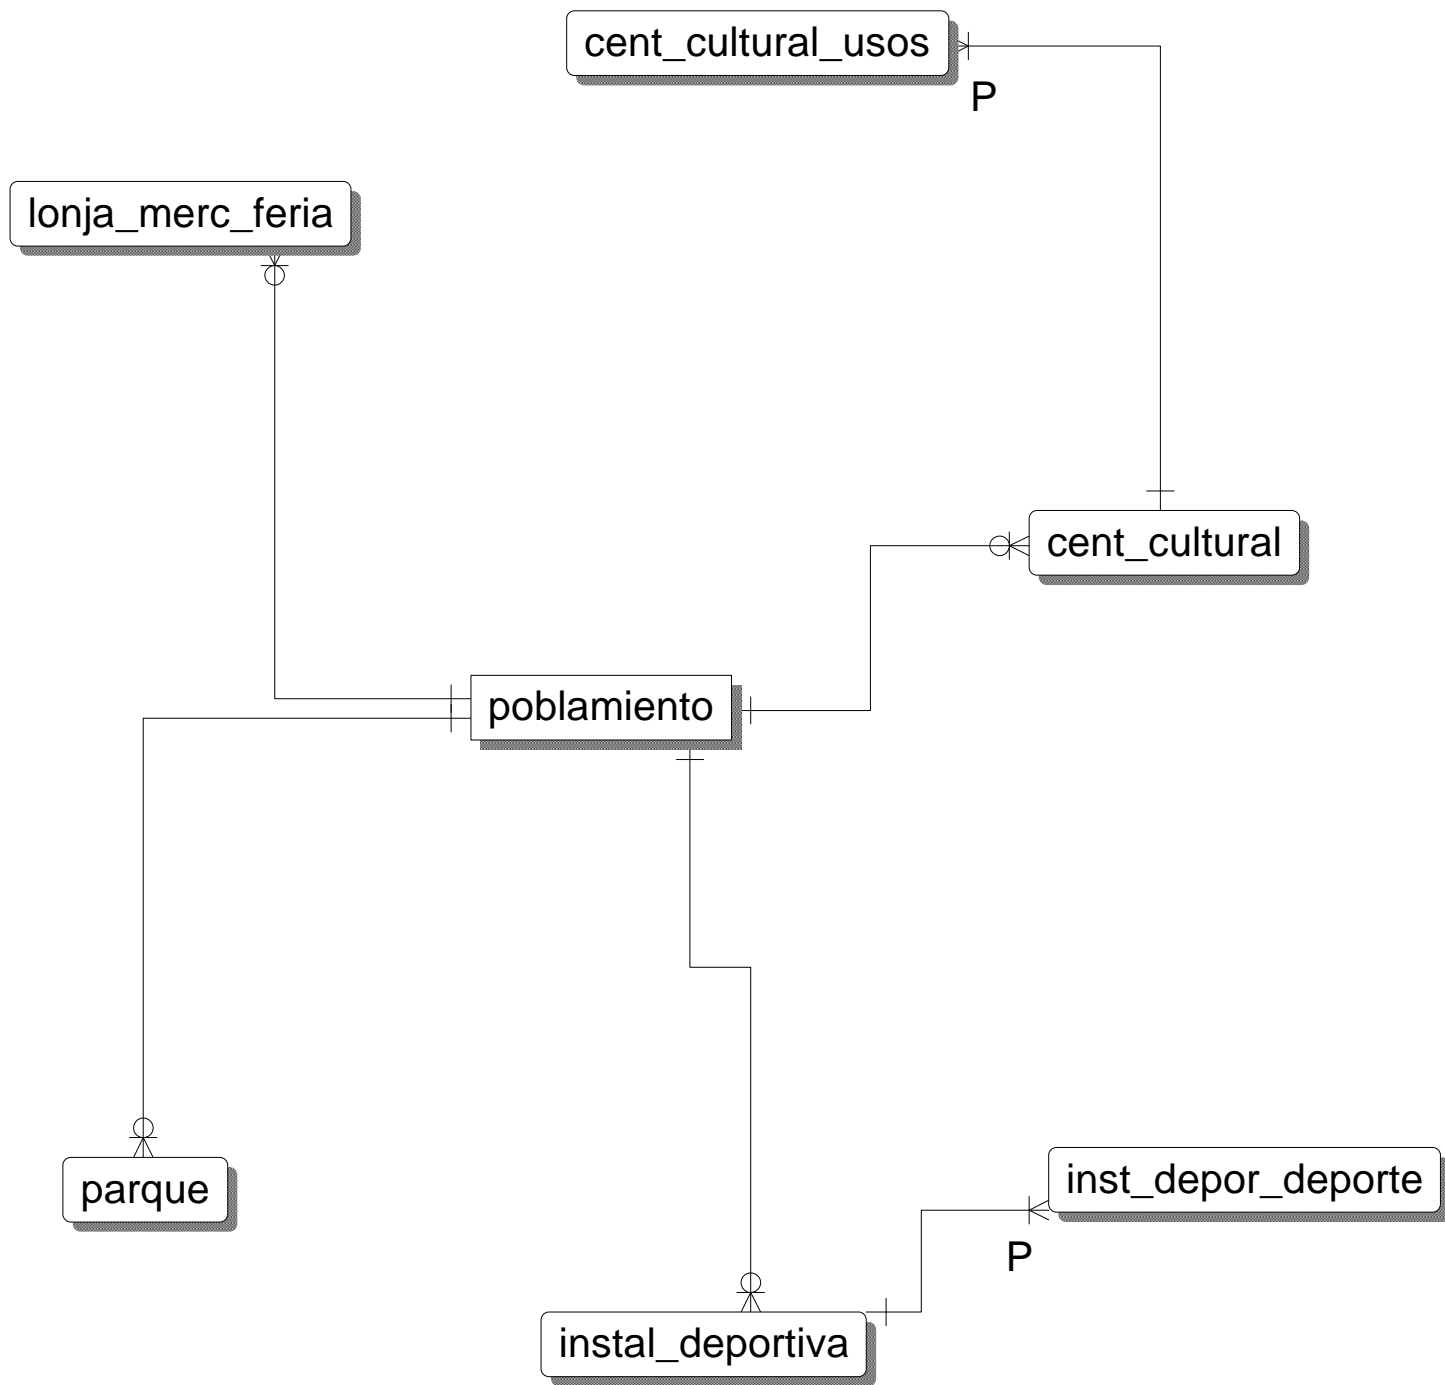 cent_cultural_usos
P
lonja_merc_feria
cent_cultural
poblamiento
parque
inst_depor_deporte
P
instal_deportiva